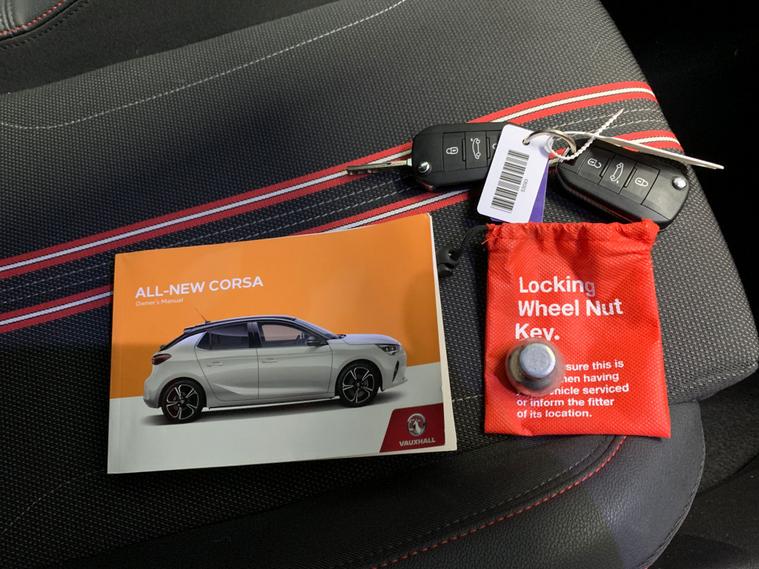 ALL-NEW CORSA
Owner's Manual
VAUXHALL
Locking
Wheel Nut
Key.
sure this is
hen having
vehicle serviced
or inform the fitter
of its location.